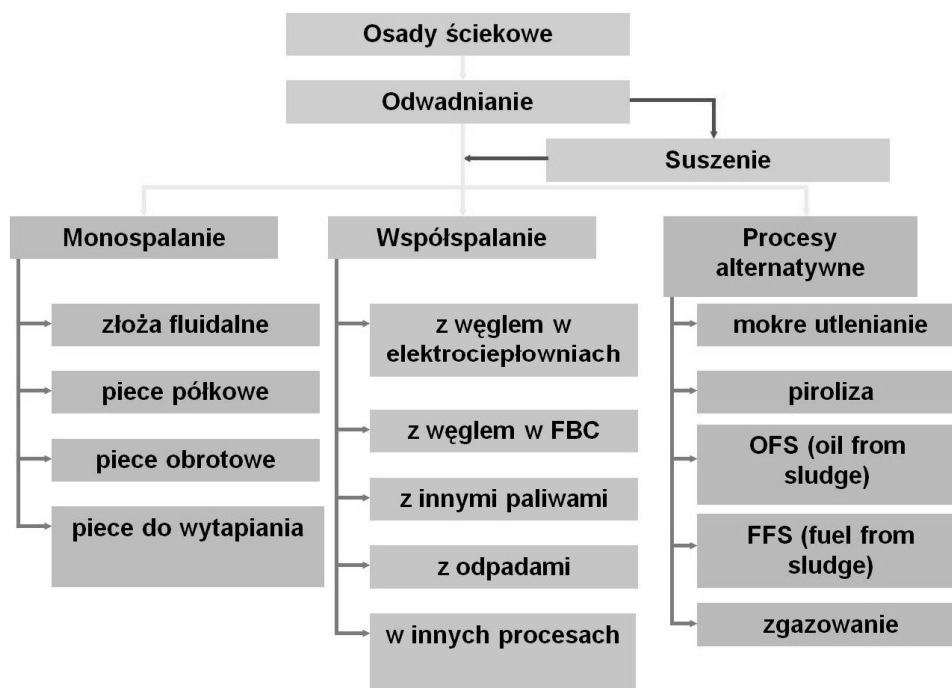 Osady ściekowe
Odwadnianie
Suszenie
Monospalanie
złoża fluidalne
piece półkowe
piece obrotowe
piece do wytapiania
Współspalanie
z węglem w
elektrociepłowniach
z węglem w FBC
z innymi paliwami
z odpadami
w innych procesach
Procesy
alternatywne
mokre utlenianie
piroliza
OFS (oil from
sludge)
FFS (fuel from
sludge)
zgazowanie